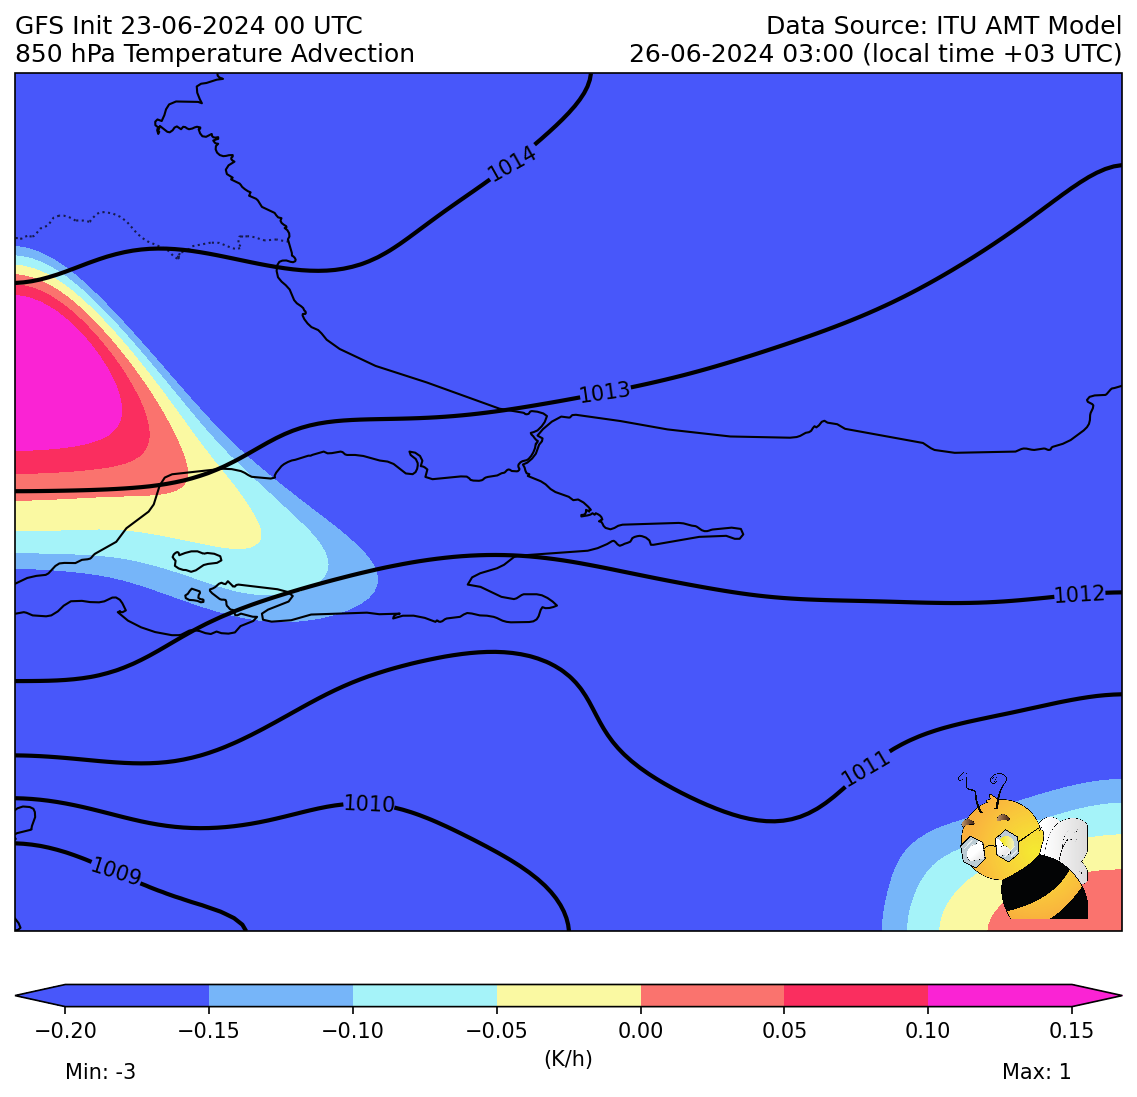 GFS Init 23-06-2024 00 UTC
Data Source: ITU AMT Model
850 hPa Temperature Advection
26-06-2024 03:00 (local time +03 UTC)
1014
1013
1012
1011
1010
1009
−0.20 −0.15 −0.10 −0.05 0.00 0.05 0.10 0.15
(K/h)
Min: -3
Max: 1